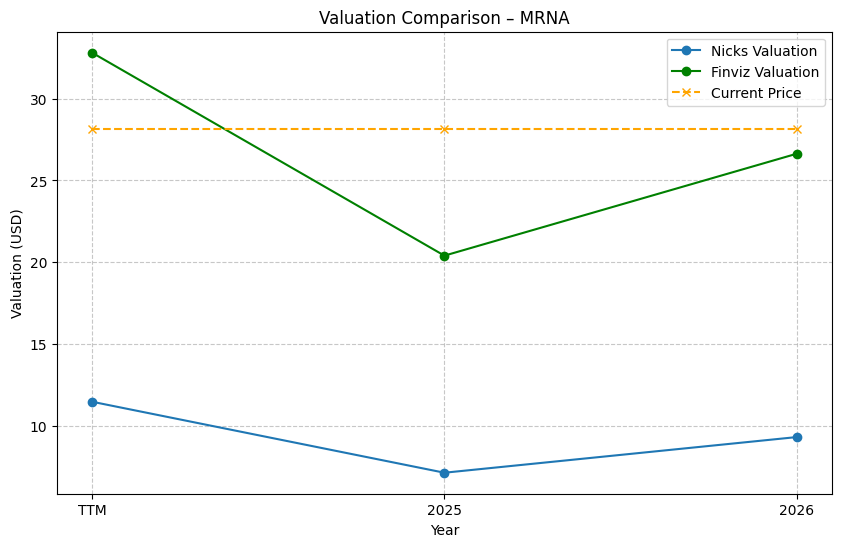 Valuation Comparison – MRNA
Nicks Valuation
Finviz Valuation
Current Price
Valuation (USD)
30
25
20
15
10
TTM
2025
2026
Year